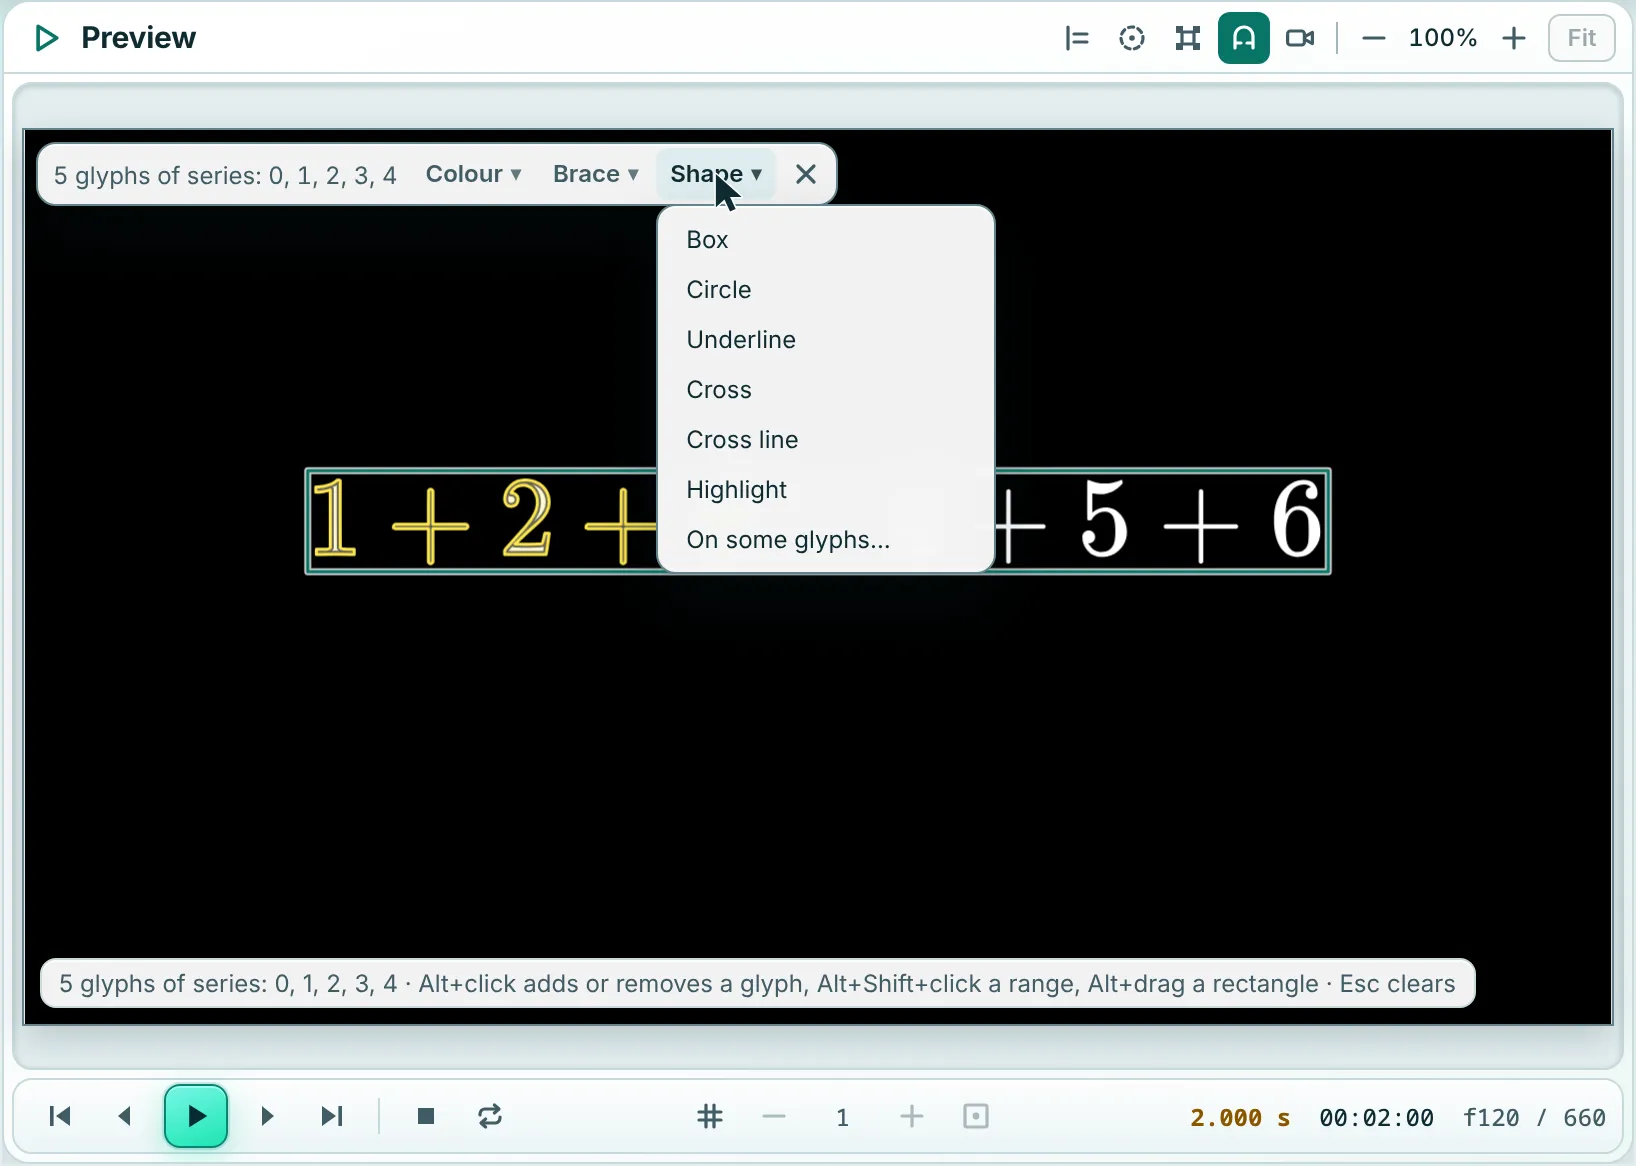 Preview
100%
Fit
5 glyphs of series: 0, 1, 2, 3, 4
Colour ▾
Brace ▾
Shape ▾
Box
Circle
Underline
Cross
Cross line
Highlight
On some glyphs...
1 + 2 +
+ 5 + 6
5 glyphs of series: 0, 1, 2, 3, 4 · Alt+click adds or removes a glyph, Alt+Shift+click a range, Alt+drag a rectangle · Esc clears
1
2.000 s
00:02:00
f120 / 660